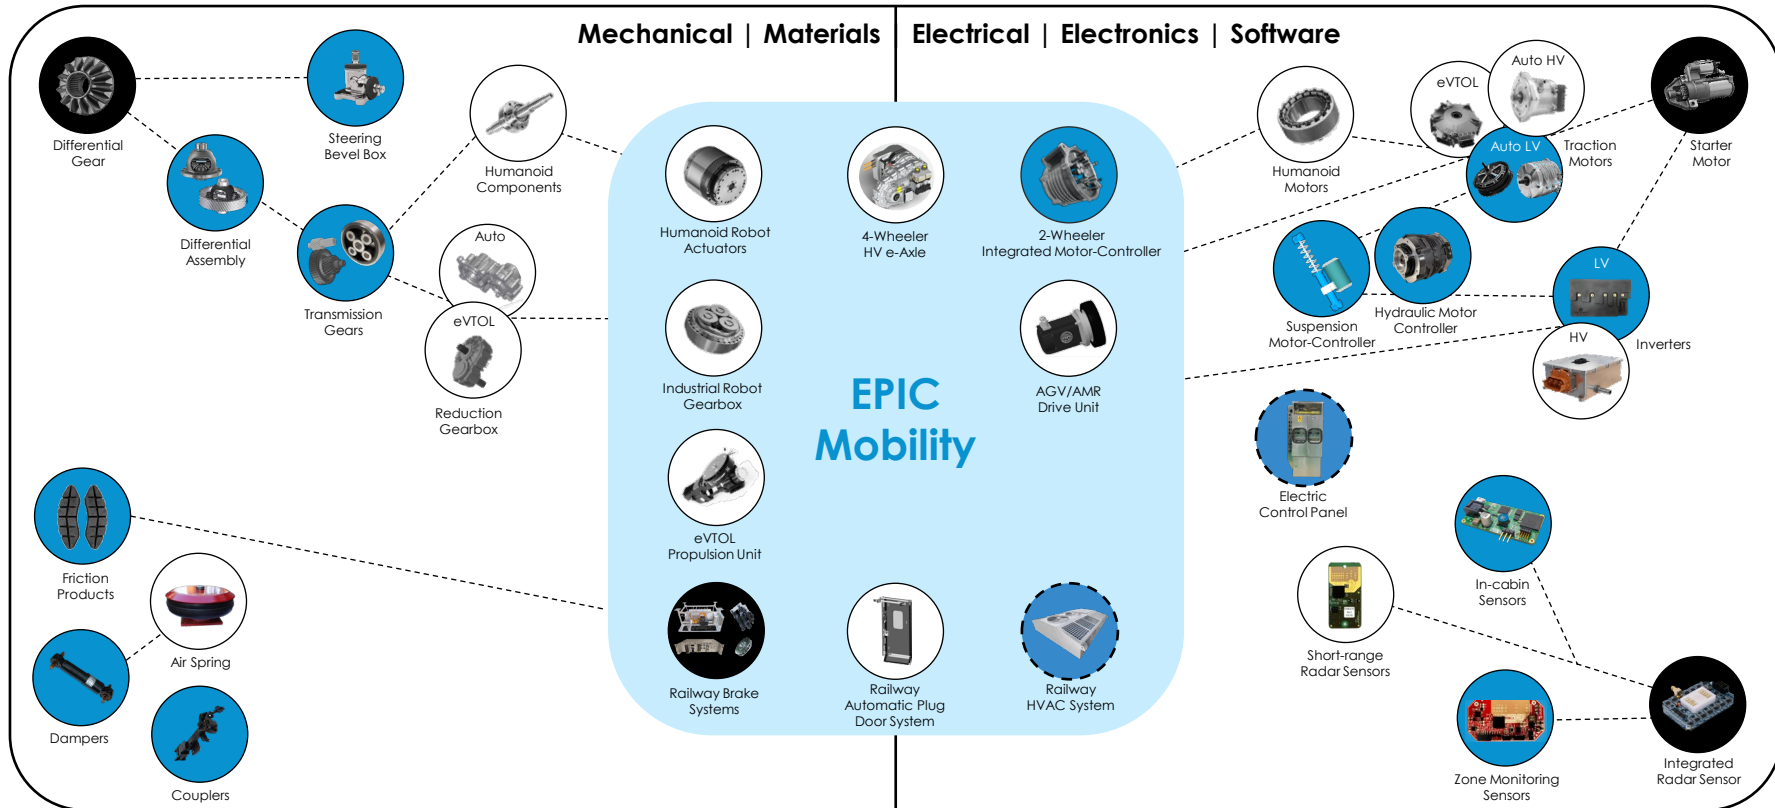 Mechanical | Materials | Electrical | Electronics | Software
Differential
Gear
Steering
Bevel Box
Differential
Assembly
Humanoid
Components
Transmission
Gears
Auto
eVTOL
Reduction
Gearbox
Friction
Products
Air Spring
Dampers
Couplers
Humanoid Robot
Actuators
4-Wheeler
HV e-Axle
2-Wheeler
Integrated Motor-Controller
Industrial Robot
Gearbox
AGV/AMR
Drive Unit
EPIC
Mobility
eVTOL
Propulsion Unit
Railway Brake
Systems
Railway
Automatic Plug
Door System
Railway
HVAC System
Humanoid
Motors
eVTOL
Auto HV
Auto LV
Traction
Motors
Starter
Motor
Suspension
Motor-Controller
Hydraulic Motor
Controller
LV
HV
Inverters
Electric
Control Panel
In-cabin
Sensors
Short-range
Radar Sensors
Zone Monitoring
Sensors
Integrated
Radar Sensor